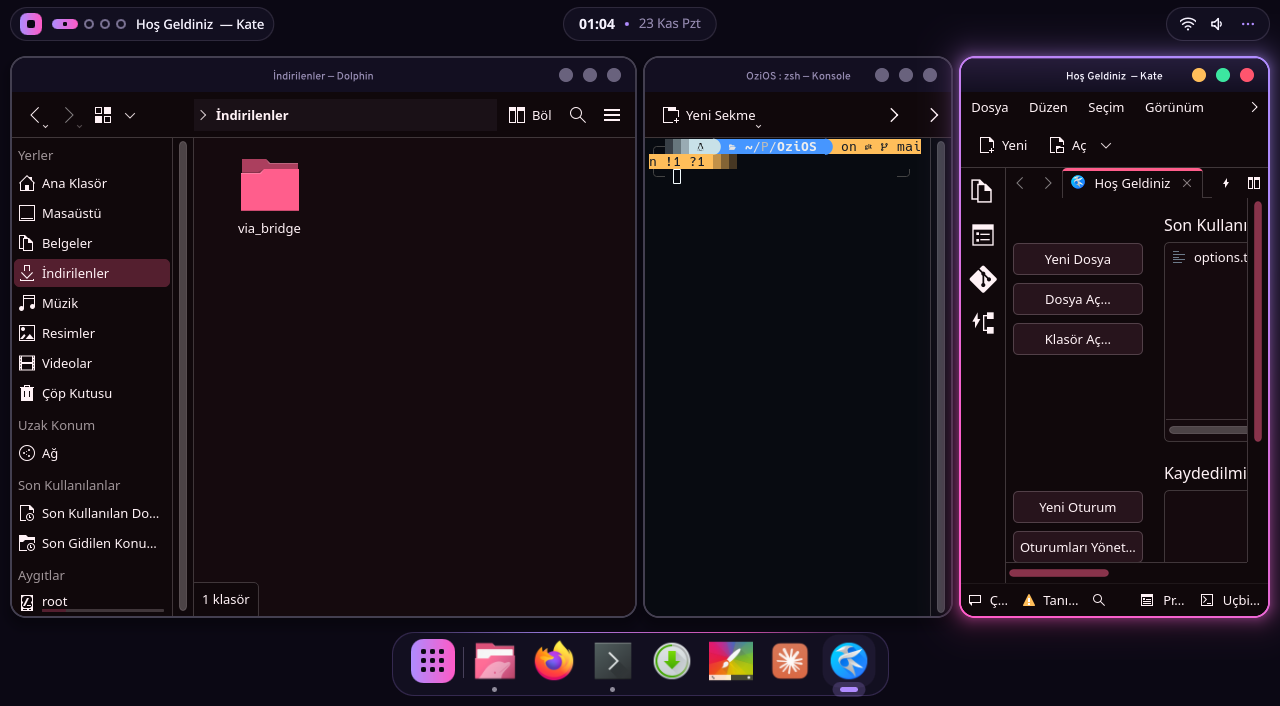 Hoş Geldiniz — Kate
01:04 • 23 Kas Pzt
İndirilenler — Dolphin
İndirilenler
Böl
Yerler
Ana Klasör
Masaüstü
Belgeler
İndirilenler
Müzik
Resimler
Videolar
Çöp Kutusu
Uzak Konum
Ağ
Son Kullanılanlar
Son Kullanılan Do...
Son Gidilen Konu...
Aygıtlar
root
via_bridge
1 klasör
OziOS : zsh — Konsole
Yeni Sekme
~/P/OziOS on mai
n !1 ?1
Hoş Geldiniz — Kate
Dosya Düzen Seçim Görünüm
Yeni Aç
Hoş Geldiniz
Son Kullanı
Yeni Dosya
options.t
Dosya Aç...
Klasör Aç...
Kaydedilmi
Yeni Oturum
Oturumları Yönet...
Ç... Tanı... Pr... Uçbi...